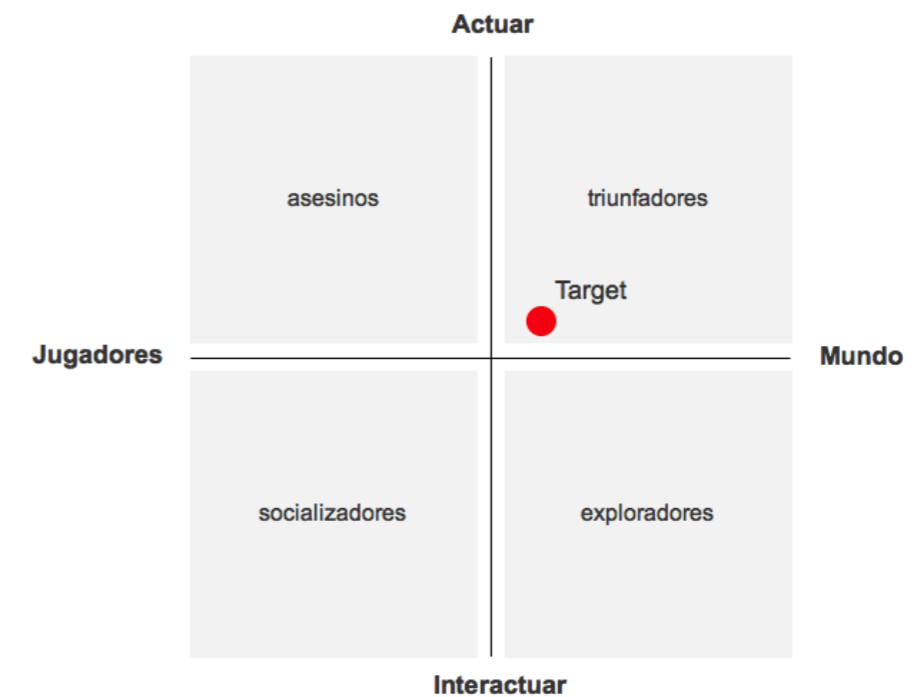 Actuar
asesinos
triunfadores
Target
Jugadores
Mundo
socializadores
exploradores
Interactuar